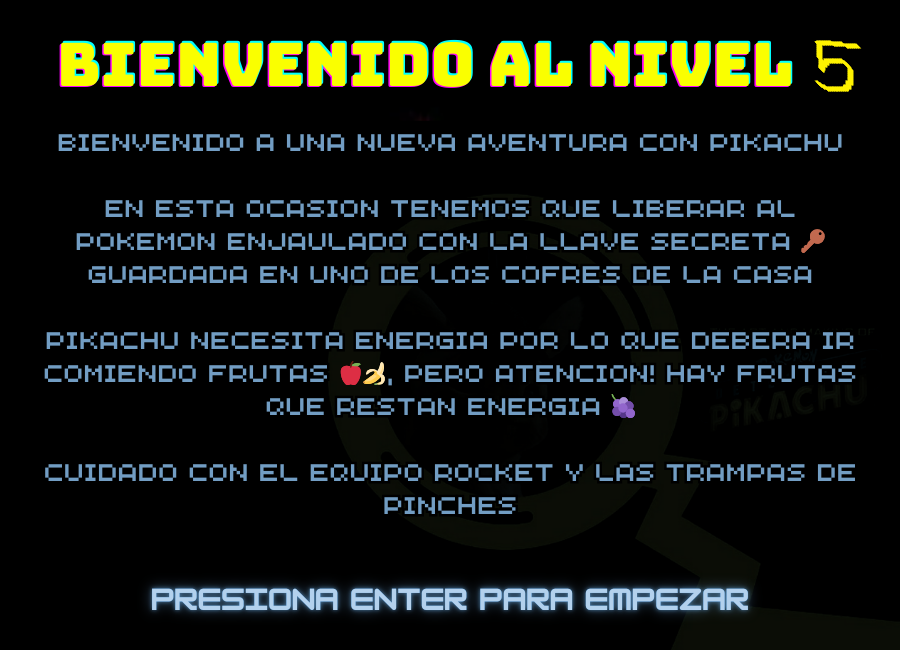 BIENVENIDO AL NIVEL 5
BIENVENIDO A UNA NUEVA AVENTURA CON PIKACHU
EN ESTA OCASION TENEMOS QUE LIBERAR AL
POKEMON ENJAULADO CON LA LLAVE SECRETA 🔑
GUARDADA EN UNO DE LOS COFRES DE LA CASA
PIKACHU NECESITA ENERGIA POR LO QUE DEBERA IR
COMIENDO FRUTAS 🍎🍌, PERO ATENCION! HAY FRUTAS
QUE RESTAN ENERGIA 🍇
PIKACHU
CUIDADO CON EL EQUIPO ROCKET Y LAS TRAMPAS DE
PINCHES
PRESIONA ENTER PARA EMPEZAR